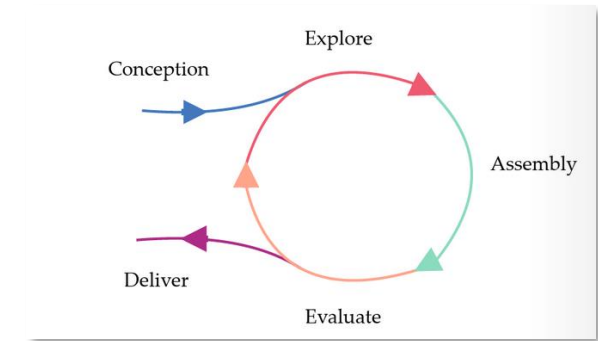 Explore
Conception
Assembly
Deliver
Evaluate